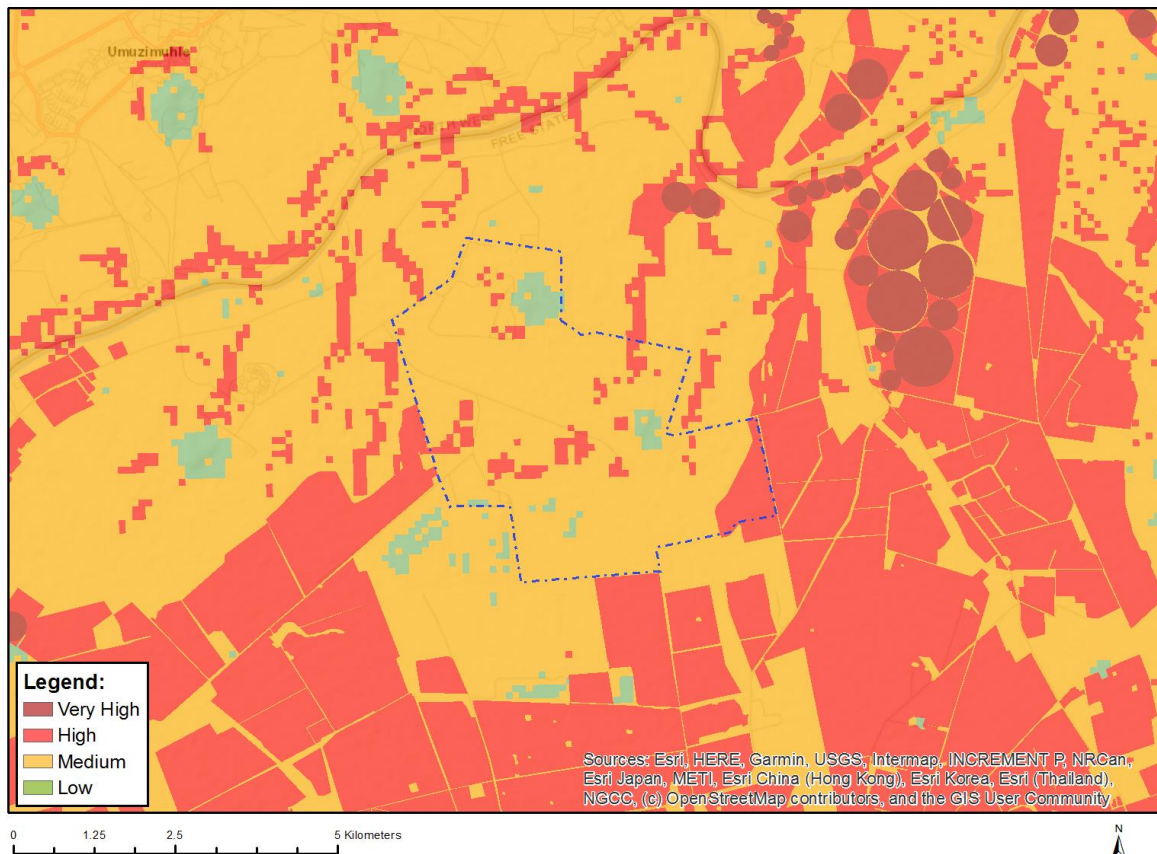 Umuzimuhle
NORTH WEST
FREE STATE
Legend:
Very High
High
Medium
Low
Sources: Esri, HERE, Garmin, USGS, Intermap, INCREMENT P, NRCan,
Esri Japan, METI, Esri China (Hong Kong), Esri Korea, Esri (Thailand),
NGCC, (c) OpenStreetMap contributors, and the GIS User Community
0 1.25 2.5 5 Kilometers
N